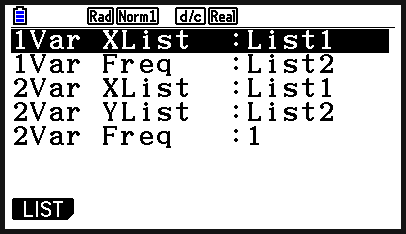 Rad Norm1 d/c Real
1Var XList :List1
1Var Freq :List2
2Var XList :List1
2Var YList :List2
2Var Freq :1
LIST